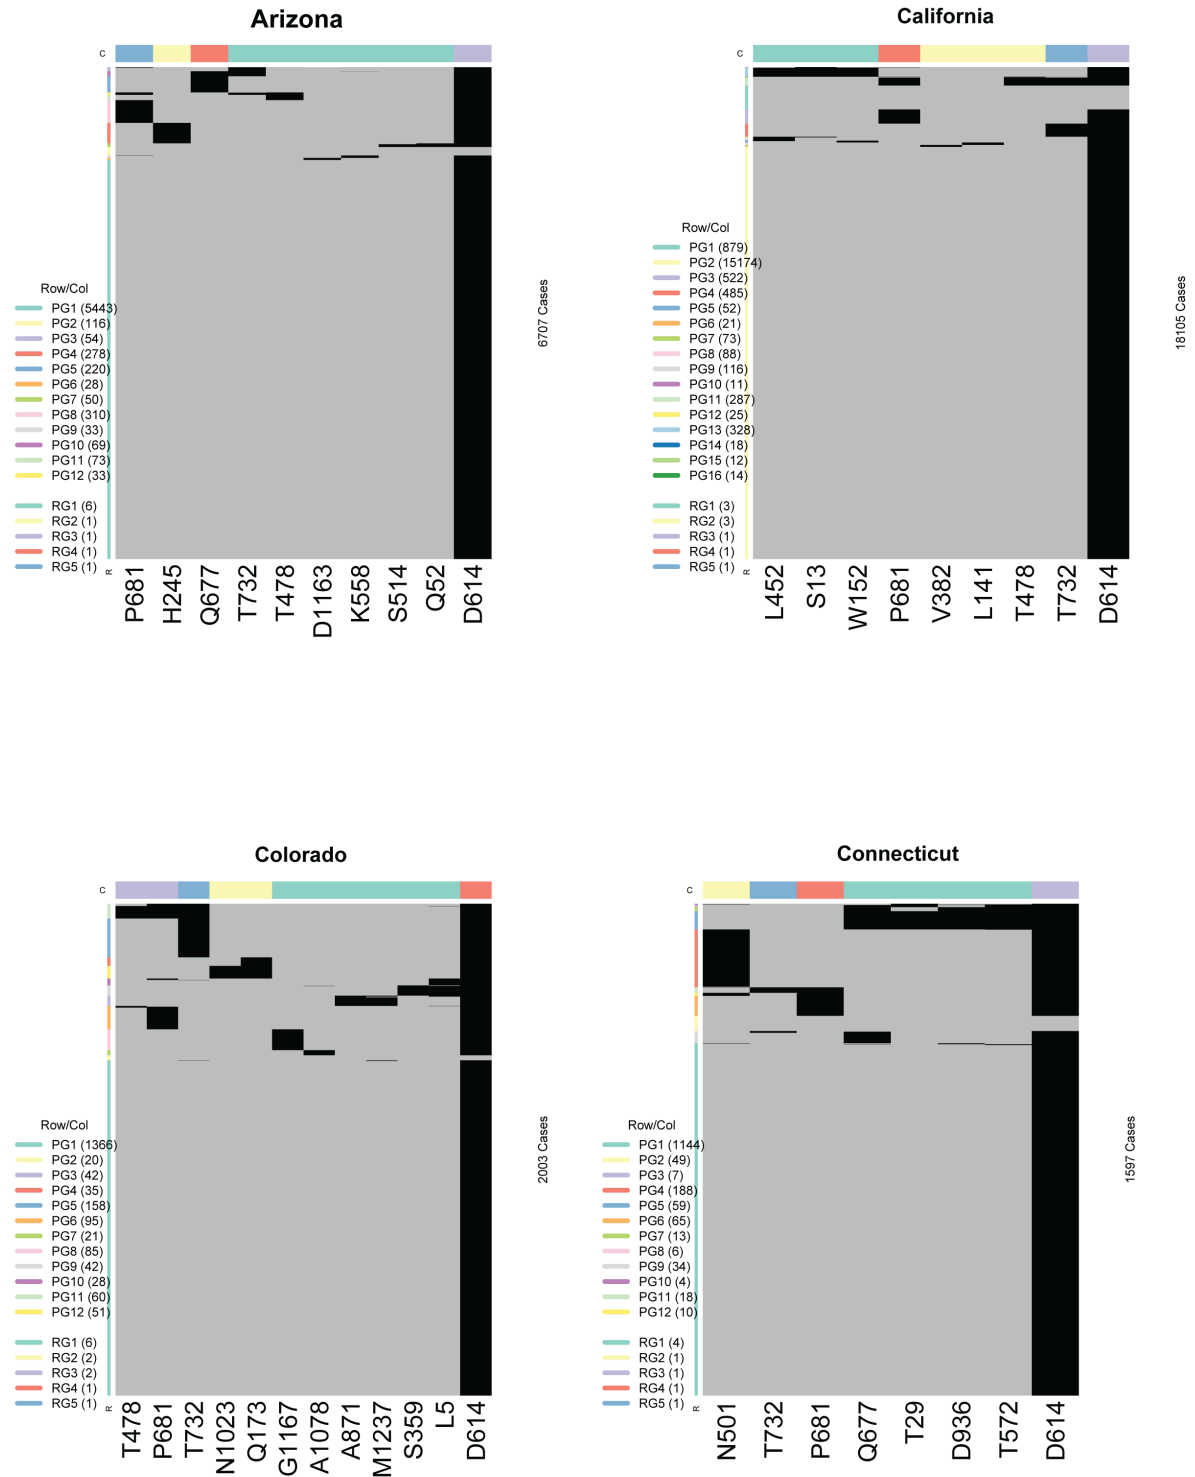 Arizona
C
Row/Col
PG1 (5443)
PG2 (116)
PG3 (54)
PG4 (278)
PG5 (220)
PG6 (28)
PG7 (50)
PG8 (310)
PG9 (33)
PG10 (69)
PG11 (73)
PG12 (33)
RG1 (6)
RG2 (1)
RG3 (1)
RG4 (1)
RG5 (1)
R
P681
H245
Q677
T732
T478
D1163
K558
S514
Q52
D614
6707 Cases
California
C
Row/Col
PG1 (879)
PG2 (15174)
PG3 (522)
PG4 (485)
PG5 (52)
PG6 (21)
PG7 (73)
PG8 (88)
PG9 (116)
PG10 (11)
PG11 (287)
PG12 (25)
PG13 (328)
PG14 (18)
PG15 (12)
PG16 (14)
RG1 (3)
RG2 (3)
RG3 (1)
RG4 (1)
RG5 (1)
R
L452
S13
W152
P681
V382
L141
T478
T732
D614
18105 Cases
Colorado
C
Row/Col
PG1 (1366)
PG2 (20)
PG3 (42)
PG4 (35)
PG5 (158)
PG6 (95)
PG7 (21)
PG8 (85)
PG9 (42)
PG10 (28)
PG11 (60)
PG12 (51)
RG1 (6)
RG2 (2)
RG3 (2)
RG4 (1)
RG5 (1)
R
T478
P681
T732
N1023
Q173
G1167
A1078
A871
M1237
S359
L5
D614
2003 Cases
Connecticut
C
Row/Col
PG1 (1144)
PG2 (49)
PG3 (7)
PG4 (188)
PG5 (59)
PG6 (65)
PG7 (13)
PG8 (6)
PG9 (34)
PG10 (4)
PG11 (18)
PG12 (10)
RG1 (4)
RG2 (1)
RG3 (1)
RG4 (1)
RG5 (1)
R
N501
T732
P681
Q677
T29
D936
T572
D614
1597 Cases